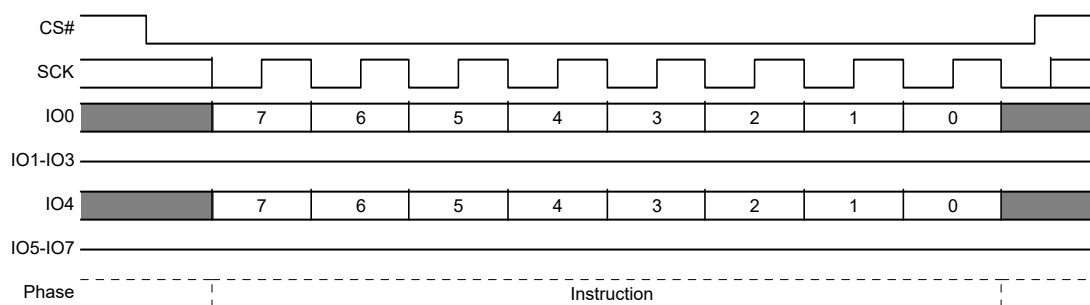 CS#
SCK
IO0 7 6 5 4 3 2 1 0
IO1-IO3
IO4 7 6 5 4 3 2 1 0
IO5-IO7
Phase Instruction